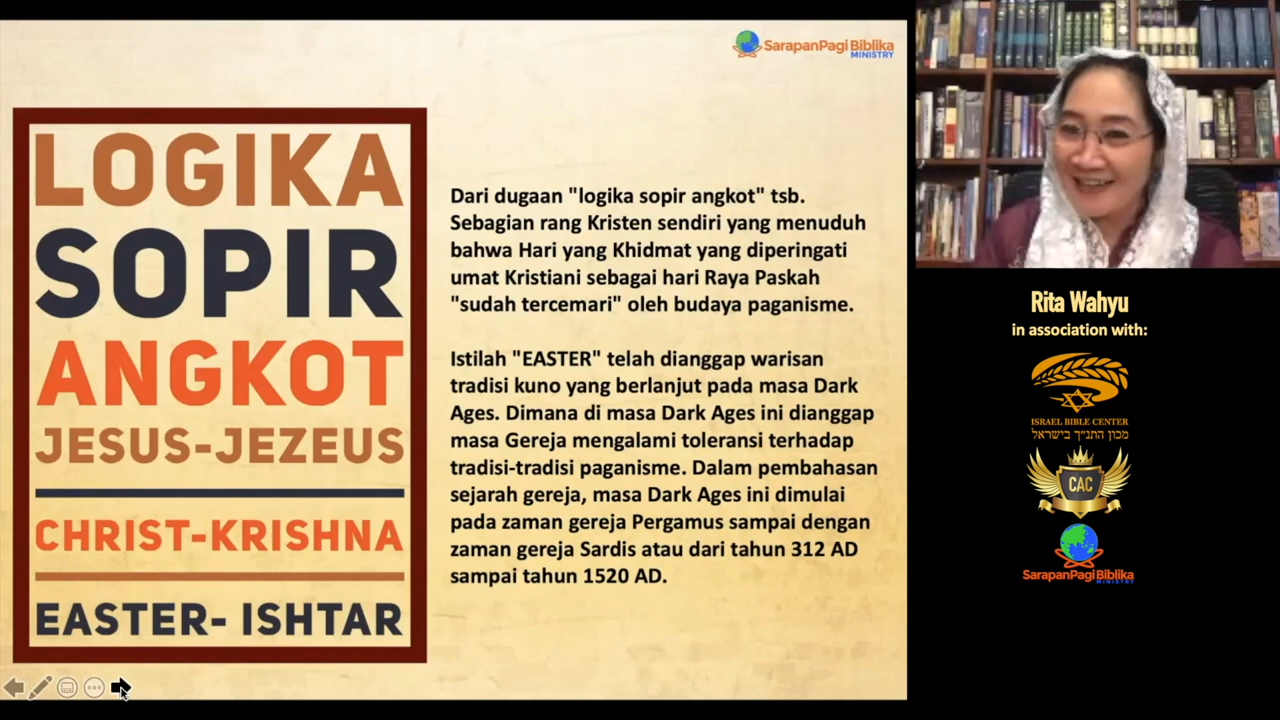 SarapanPagi Biblika
MINISTRY
LOGIKA
SOPIR
ANGKOT
JESUS-JEZEUS
CHRIST-KRISHNA
EASTER- ISHTAR
Dari dugaan "logika sopir angkot" tsb.
Sebagian rang Kristen sendiri yang menuduh
bahwa Hari yang Khidmat yang diperingati
umat Kristiani sebagai hari Raya Paskah
"sudah tercemari" oleh budaya paganisme.
Istilah "EASTER" telah dianggap warisan
tradisi kuno yang berlanjut pada masa Dark
Ages. Dimana di masa Dark Ages ini dianggap
masa Gereja mengalami toleransi terhadap
tradisi-tradisi paganisme. Dalam pembahasan
sejarah gereja, masa Dark Ages ini dimulai
pada zaman gereja Pergamus sampai dengan
zaman gereja Sardis atau dari tahun 312 AD
sampai tahun 1520 AD.
Rita Wahyu
in association with:
ISRAEL BIBLE CENTER
מכון התנ״ך בישראל
CAC
SarapanPagi Biblika
MINISTRY